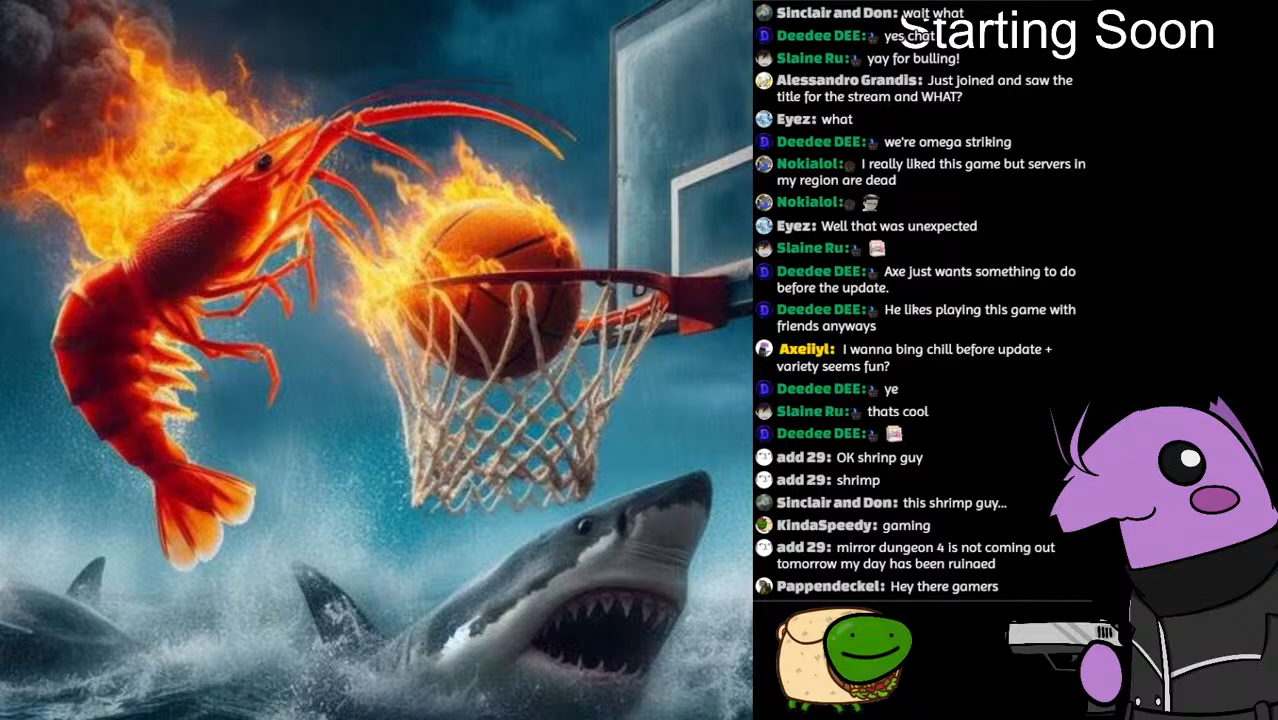 Starting Soon
Sinclair and Don: wait what
Deedee DEE: yes chat
Slaine Ru: yay for bulling!
Alessandro Grandis: Just joined and saw the
title for the stream and WHAT?
Eyez: what
Deedee DEE: we're omega striking
Nokialol: I really liked this game but servers in
my region are dead
Nokialol:
Eyez: Well that was unexpected
Slaine Ru:
Deedee DEE: Axe just wants something to do
before the update.
Deedee DEE: He likes playing this game with
friends anyways
Axeiiyl: I wanna bing chill before update +
variety seems fun?
Deedee DEE: ye
Slaine Ru: thats cool
Deedee DEE:
add 29: OK shrinp guy
add 29: shrimp
Sinclair and Don: this shrimp guy...
KindaSpeedy: gaming
add 29: mirror dungeon 4 is not coming out
tomorrow my day has been ruinaed
Pappendeckel: Hey there gamers